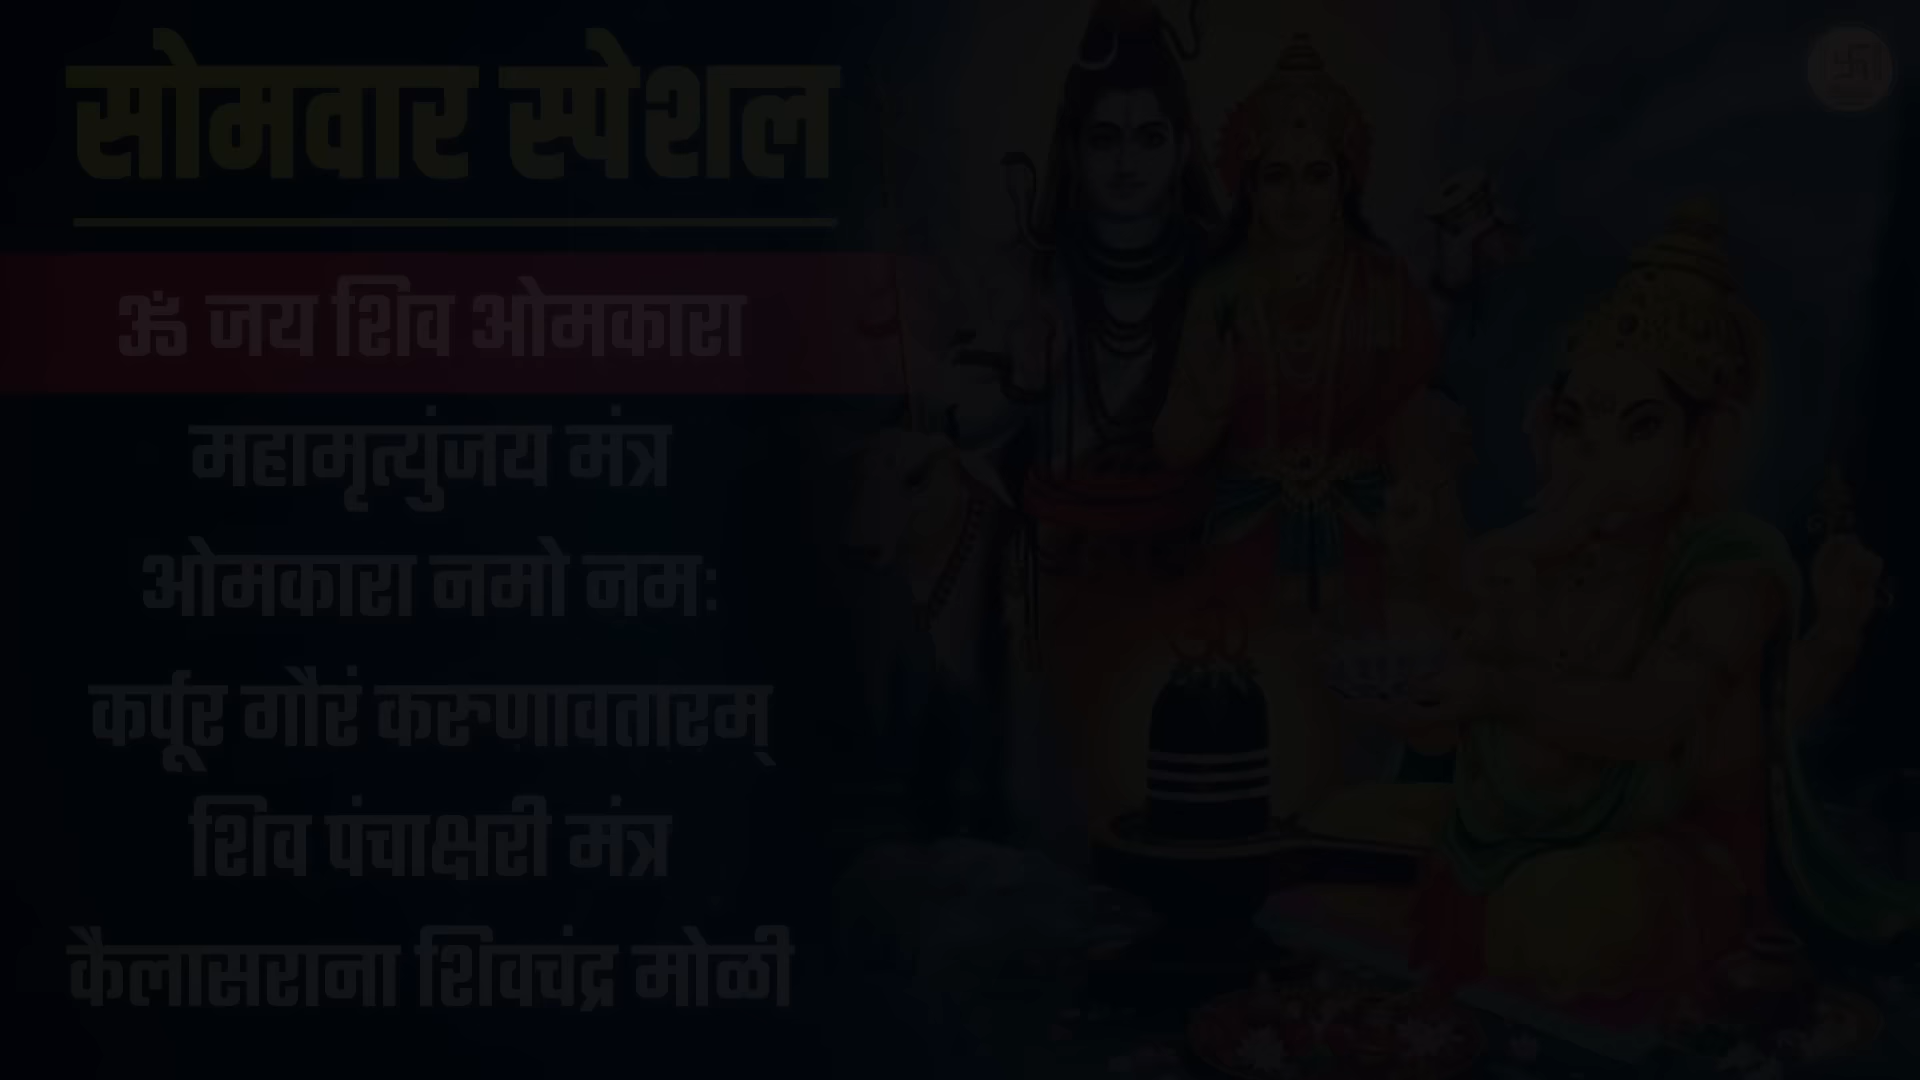 सोमवार स्पेशल
ॐ जय शिव ओमकारा
महामृत्युंजय मंत्र
ओमकारा नमो नमः
कर्पूर गौरं करुणावतारम्
शिव पंचाक्षरी मंत्र
कैलासराना शिवचंद्र मोळी